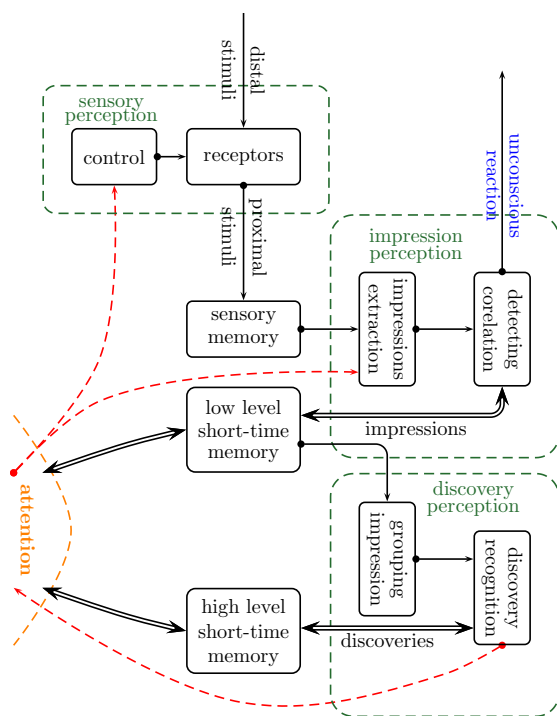 distal
stimuli
sensory
perception
control
receptors
proximal
stimuli
unconscious
reaction
impression
perception
sensory
memory
impressions
extraction
detecting
corelation
low level
short-time
memory
impressions
attention
discovery
perception
grouping
impression
discovery
recognition
high level
short-time
memory
discoveries